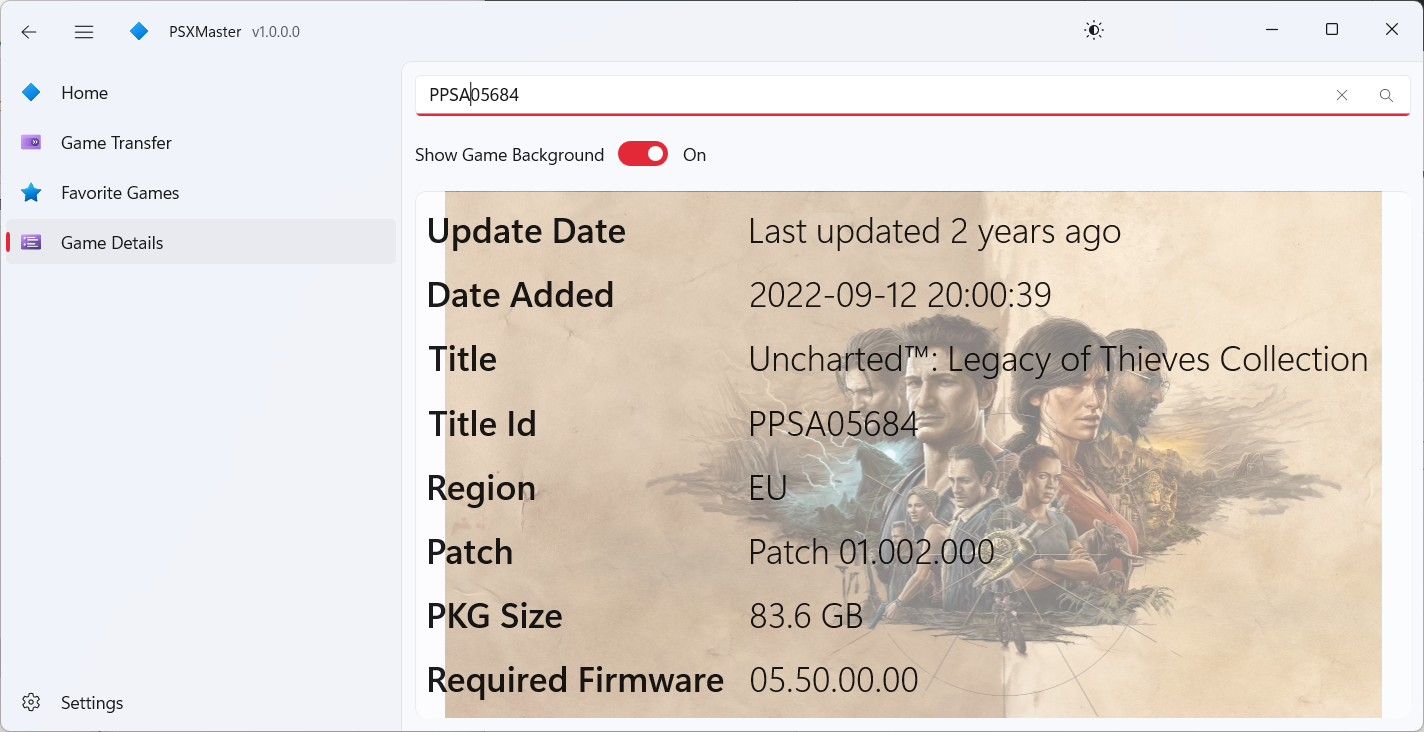 PSXMaster v1.0.0.0
Home
Game Transfer
Favorite Games
Game Details
Settings
PPSA05684
Show Game Background On
Update Date Last updated 2 years ago
Date Added 2022-09-12 20:00:39
Title Uncharted™: Legacy of Thieves Collection
Title Id PPSA05684
Region EU
Patch Patch 01.002.000
PKG Size 83.6 GB
Required Firmware 05.50.00.00